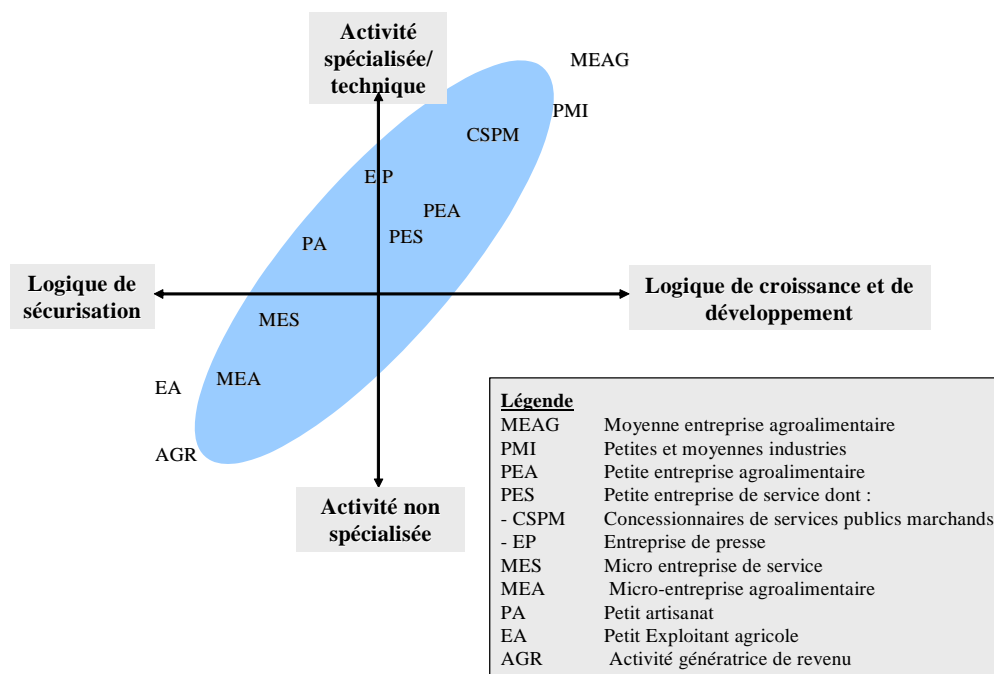 Activité
spécialisée/
technique
MEAG
PMI
CSPM
EP
PEA
PA
PES
Logique de
sécurisation
Logique de croissance et de
développement
MES
MEA
EA
AGR
Activité non
spécialisée
Légende
MEAG Moyenne entreprise agroalimentaire
PMI Petites et moyennes industries
PEA Petite entreprise agroalimentaire
PES Petite entreprise de service dont :
- CSPM Concessionnaires de services publics marchands
- EP Entreprise de presse
MES Micro entreprise de service
MEA Micro-entreprise agroalimentaire
PA Petit artisanat
EA Petit Exploitant agricole
AGR Activité génératrice de revenu